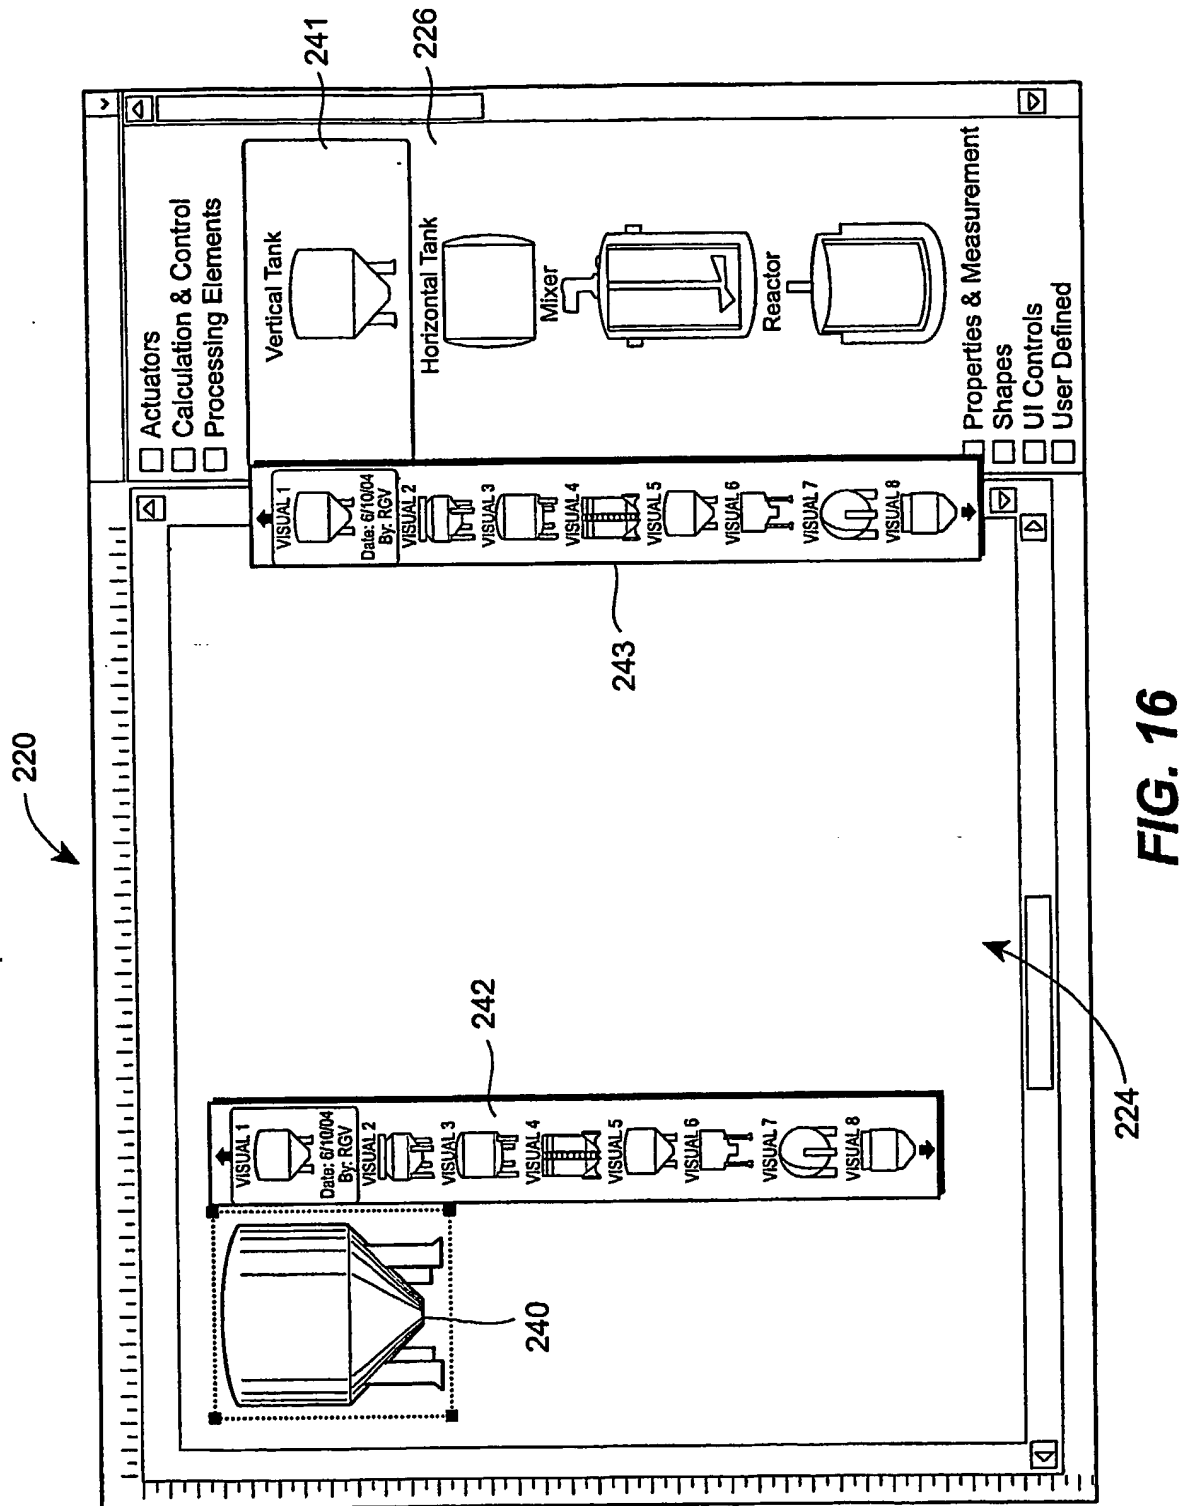 220
Actuators
Calculation & Control
Processing Elements
Vertical Tank
241
226
Horizontal Tank
Mixer
Reactor
Properties & Measurement
Shapes
UI Controls
User Defined
VISUAL 1
Date: 6/10/04
By: RGV
VISUAL 2
VISUAL 3
VISUAL 4
VISUAL 5
VISUAL 6
VISUAL 7
VISUAL 8
243
VISUAL 1
Date: 6/10/04
By: RGV
VISUAL 2
VISUAL 3
VISUAL 4
VISUAL 5
VISUAL 6
VISUAL 7
VISUAL 8
242
240
224
FIG. 16